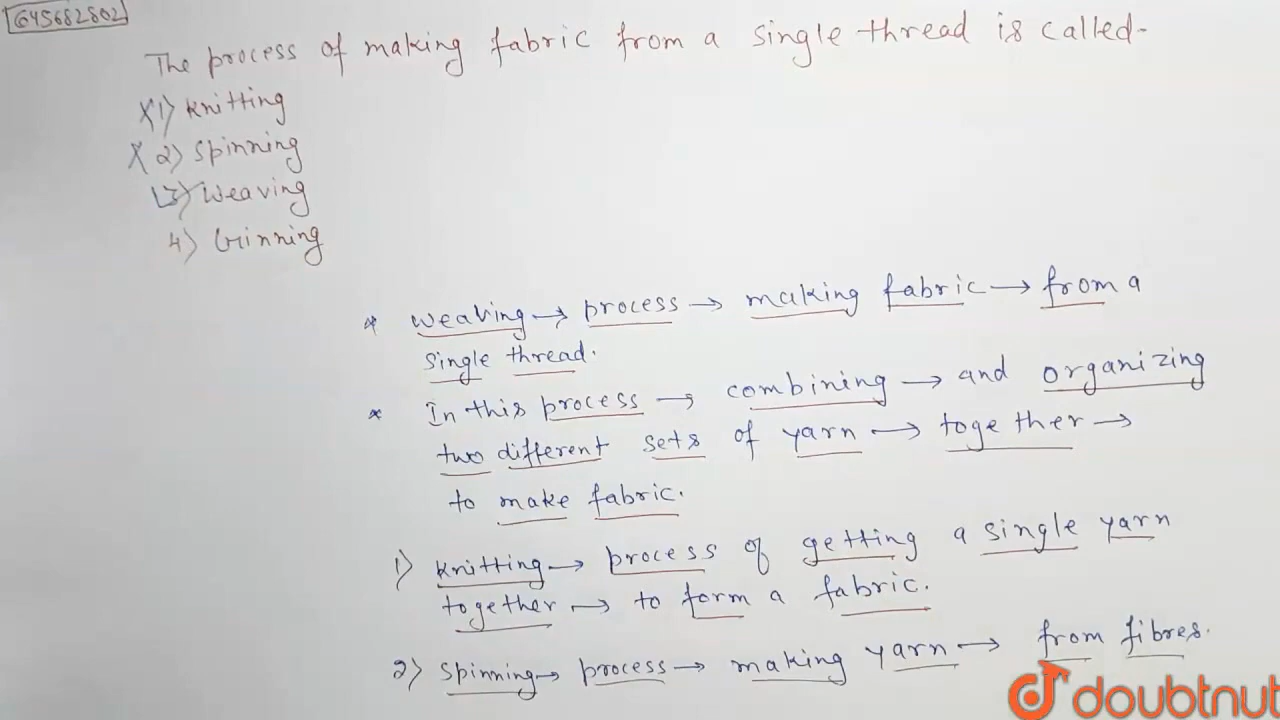 645682802
The process of making fabric from a single thread is called-
X 1) Knitting
X 2) Spinning
3) Weaving
4) Ginning
* Weaving → process → making fabric → from a
single thread.
* In this process → combining → and organizing
two different sets of yarn → together →
to make fabric.
1) Knitting → process of getting a single yarn
together → to form a fabric.
2) Spinning → process → making yarn → from fibres.
doubtnut